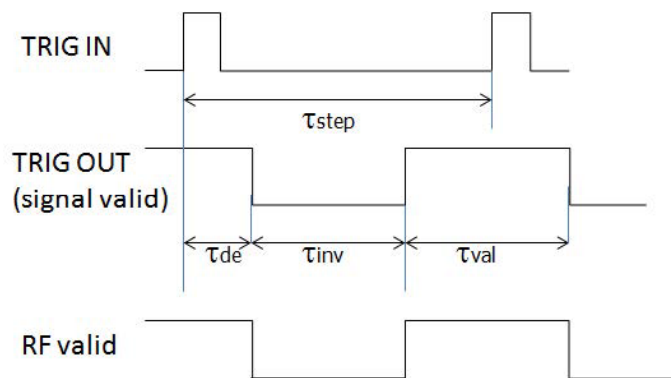 TRIG IN
τstep
TRIG OUT
(signal valid)
τde τinv τval
RF valid